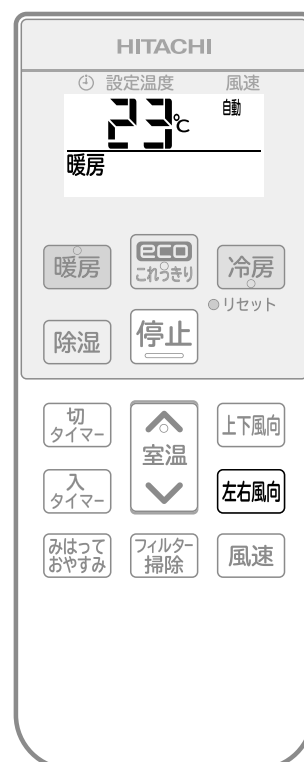 HITACHI
設定温度 風速
23℃ 自動
暖房
暖房
eco
これっきり
冷房
リセット
除湿
停止
切
タイマー
室温
上下風向
入
タイマー
左右風向
みはって
おやすみ
フィルター
掃除
風速